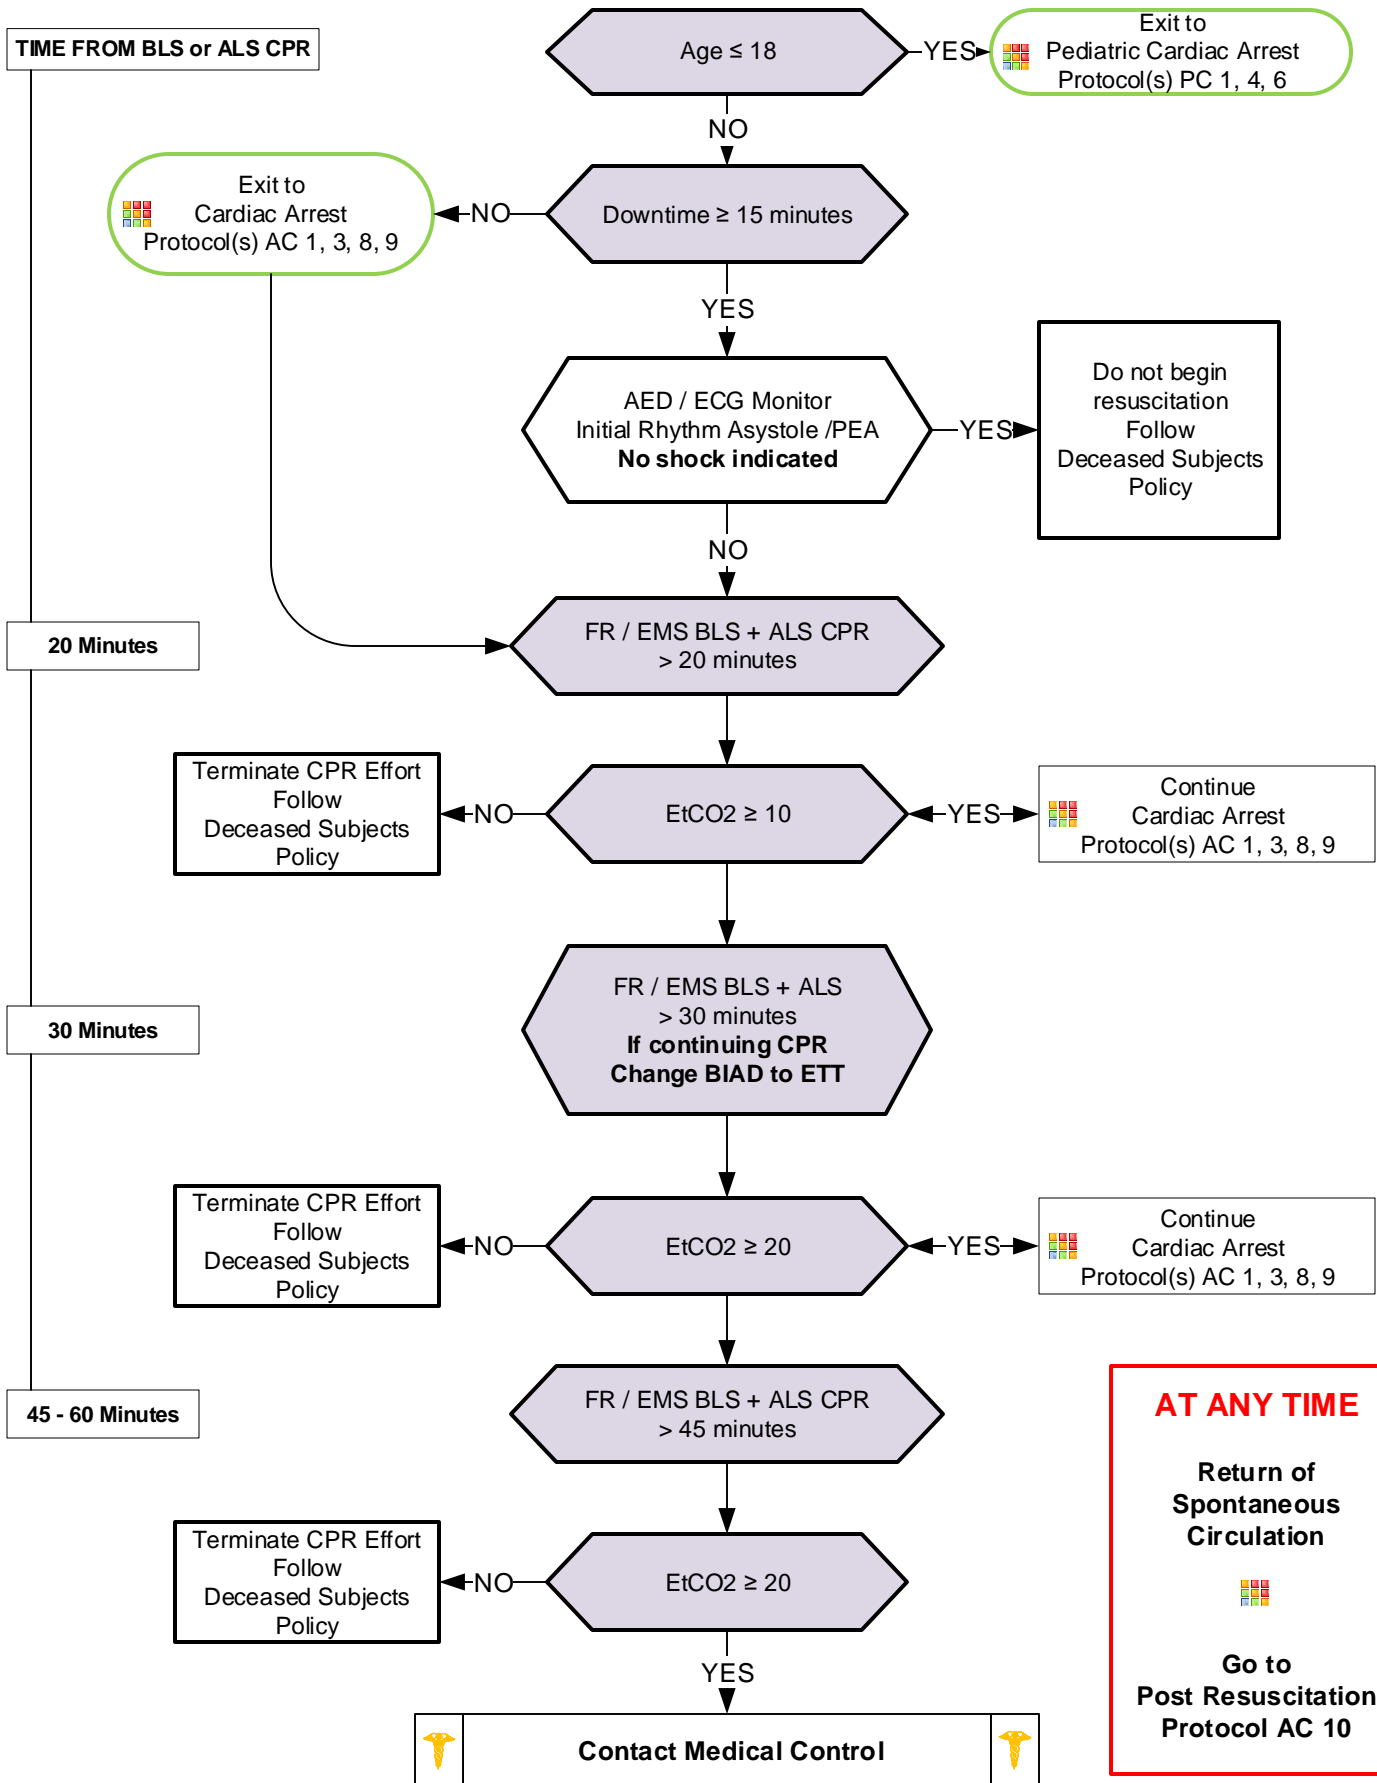 TIME FROM BLS or ALS CPR
Age ≤ 18
YES
Exit to
Pediatric Cardiac Arrest
Protocol(s) PC 1, 4, 6
NO
Exit to
Cardiac Arrest
Protocol(s) AC 1, 3, 8, 9
NO
Downtime ≥ 15 minutes
YES
AED / ECG Monitor
Initial Rhythm Asystole /PEA
No shock indicated
YES
Do not begin
resuscitation
Follow
Deceased Subjects
Policy
NO
20 Minutes
FR / EMS BLS + ALS CPR
> 20 minutes
Terminate CPR Effort
Follow
Deceased Subjects
Policy
NO
EtCO2 ≥ 10
YES
Continue
Cardiac Arrest
Protocol(s) AC 1, 3, 8, 9
30 Minutes
FR / EMS BLS + ALS
> 30 minutes
If continuing CPR
Change BIAD to ETT
Terminate CPR Effort
Follow
Deceased Subjects
Policy
NO
EtCO2 ≥ 20
YES
Continue
Cardiac Arrest
Protocol(s) AC 1, 3, 8, 9
45 - 60 Minutes
FR / EMS BLS + ALS CPR
> 45 minutes
Terminate CPR Effort
Follow
Deceased Subjects
Policy
NO
EtCO2 ≥ 20
YES
Contact Medical Control
AT ANY TIME
Return of
Spontaneous
Circulation
Go to
Post Resuscitation
Protocol AC 10